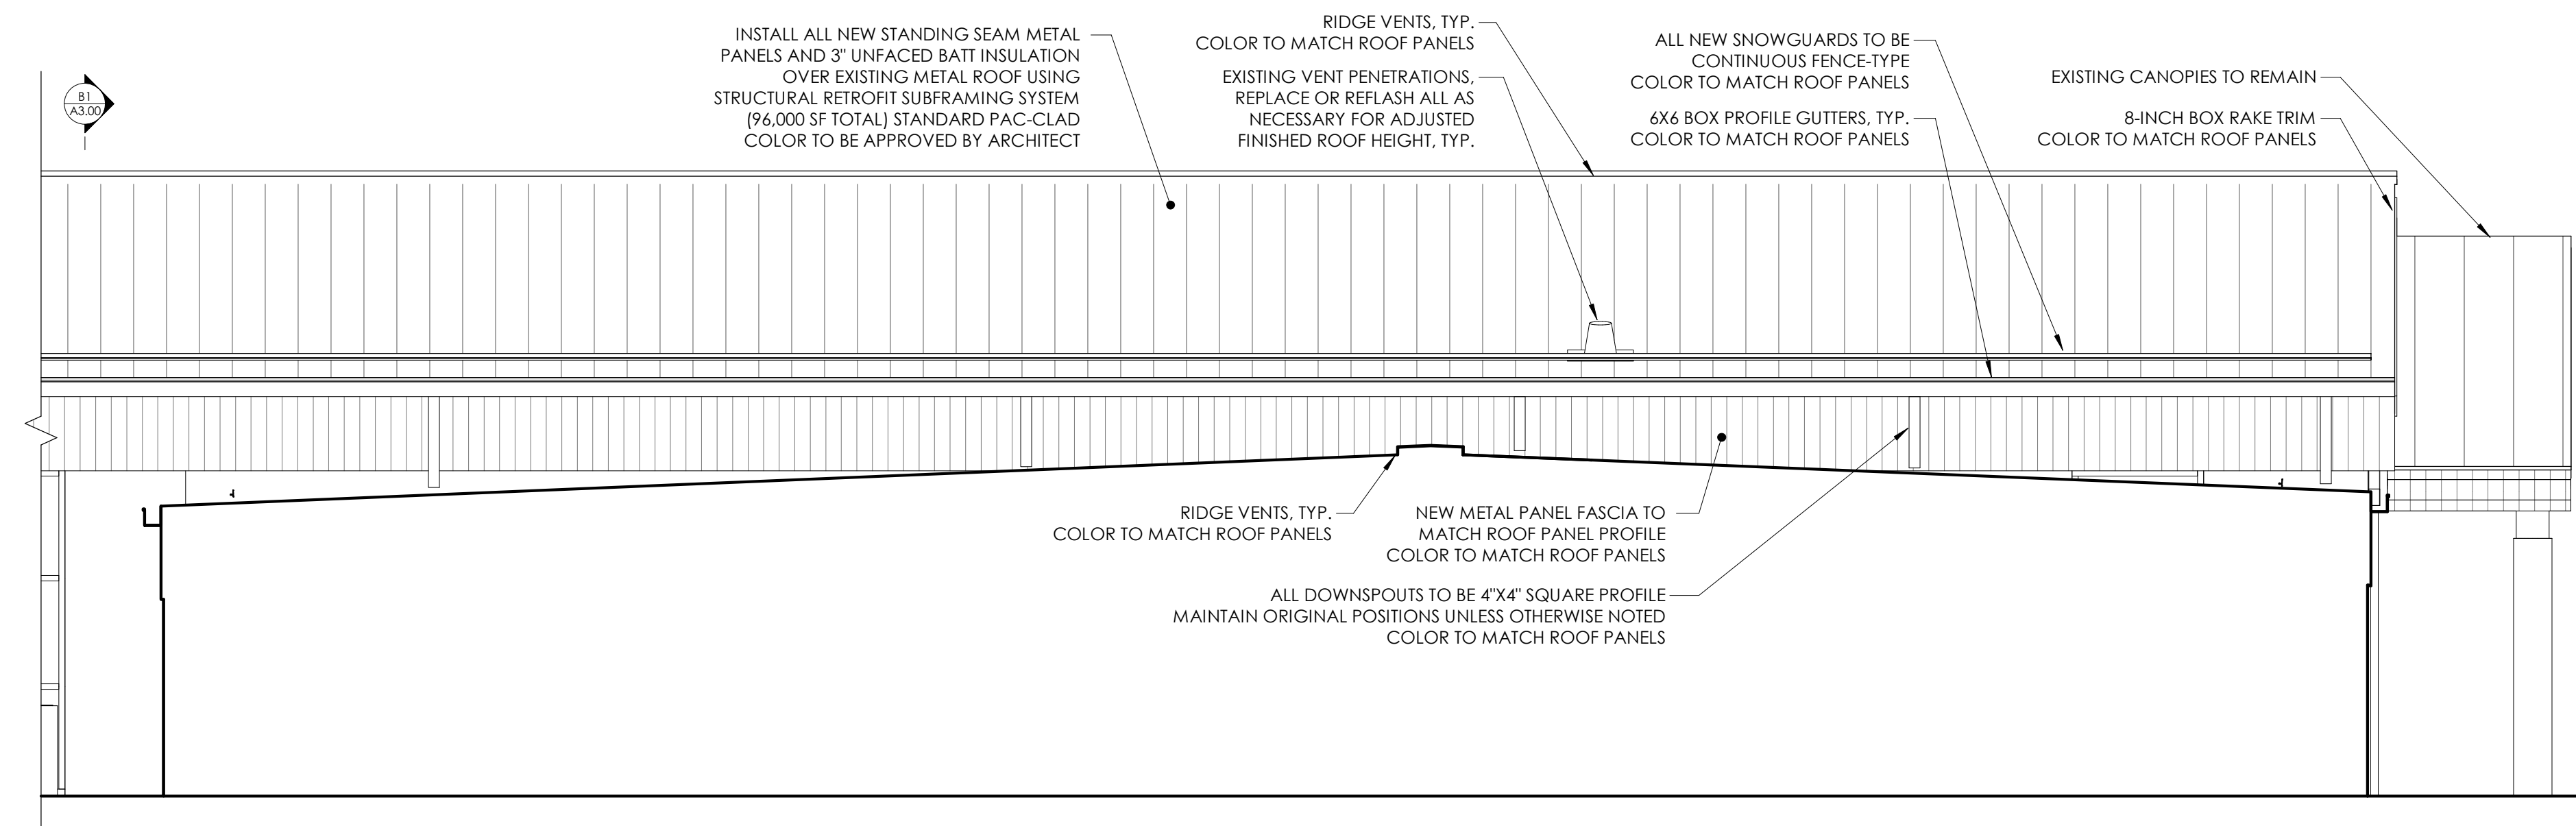 INSTALL ALL NEW STANDING SEAM METAL
PANELS AND 3" UNFACED BATT INSULATION
OVER EXISTING METAL ROOF USING
STRUCTURAL RETROFIT SUBFRAMING SYSTEM
(96,000 SF TOTAL) STANDARD PAC-CLAD
COLOR TO BE APPROVED BY ARCHITECT
RIDGE VENTS, TYP.
COLOR TO MATCH ROOF PANELS
EXISTING VENT PENETRATIONS,
REPLACE OR REFLASH ALL AS
NECESSARY FOR ADJUSTED
FINISHED ROOF HEIGHT, TYP.
ALL NEW SNOWGUARDS TO BE
CONTINUOUS FENCE-TYPE
COLOR TO MATCH ROOF PANELS
6X6 BOX PROFILE GUTTERS, TYP.
COLOR TO MATCH ROOF PANELS
EXISTING CANOPIES TO REMAIN
8-INCH BOX RAKE TRIM
COLOR TO MATCH ROOF PANELS
B1
A3.00
RIDGE VENTS, TYP.
COLOR TO MATCH ROOF PANELS
NEW METAL PANEL FASCIA TO
MATCH ROOF PANEL PROFILE
COLOR TO MATCH ROOF PANELS
ALL DOWNSPOUTS TO BE 4"X4" SQUARE PROFILE
MAINTAIN ORIGINAL POSITIONS UNLESS OTHERWISE NOTED
COLOR TO MATCH ROOF PANELS